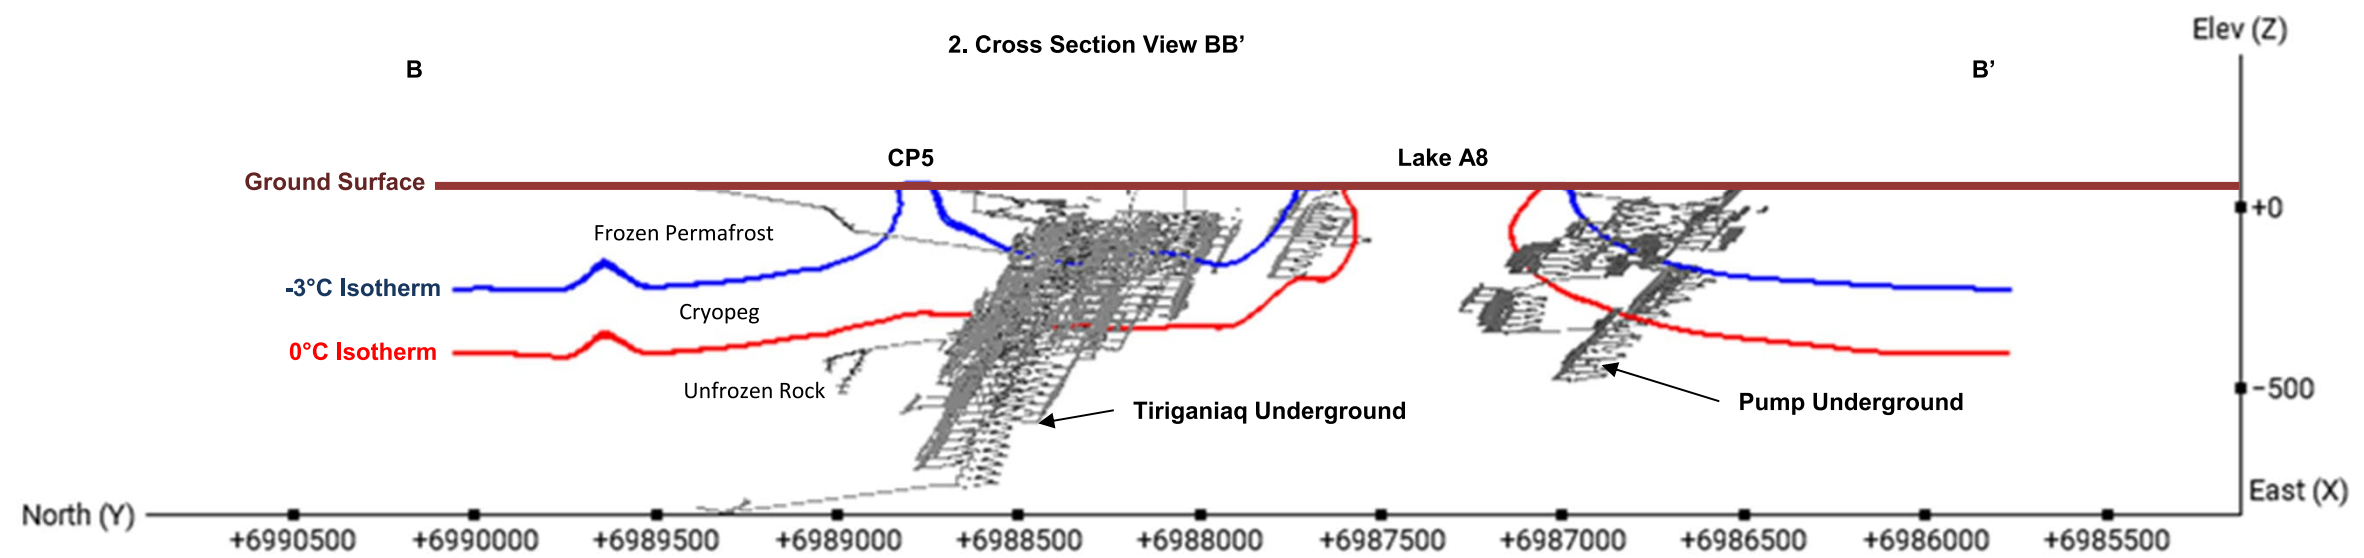 Elev (Z)
2. Cross Section View BB’
B
B’
CP5
Lake A8
Ground Surface
+0
Frozen Permafrost
-3°C Isotherm
Cryopeg
0°C Isotherm
Unfrozen Rock
−500
Tiriganiaq Underground
Pump Underground
East (X)
North (Y)
+6990500
+6990000
+6989500
+6989000
+6988500
+6988000
+6987500
+6987000
+6986500
+6986000
+6985500